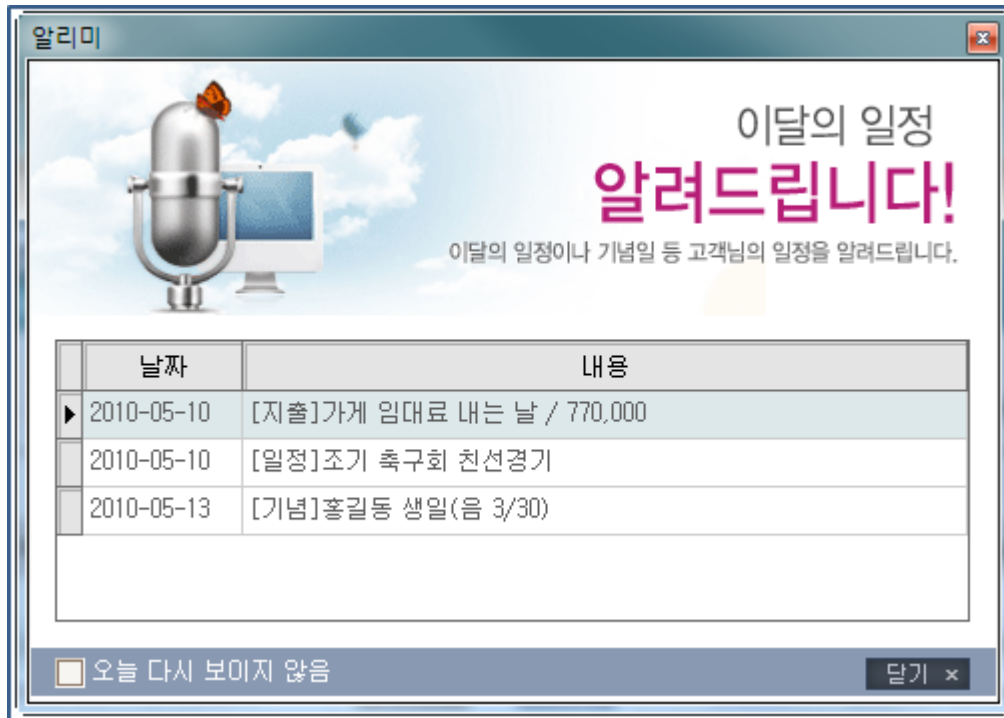 알리미
이달의 일정
알려드립니다!
이달의 일정이나 기념일 등 고객님의 일정을 알려드립니다.
날짜 내용
2010-05-10 [지출]가게 임대료 내는 날 / 770,000
2010-05-10 [일정]조기 축구회 친선경기
2010-05-13 [기념]홍길동 생일(음 3/30)
오늘 다시 보이지 않음 닫기 ×